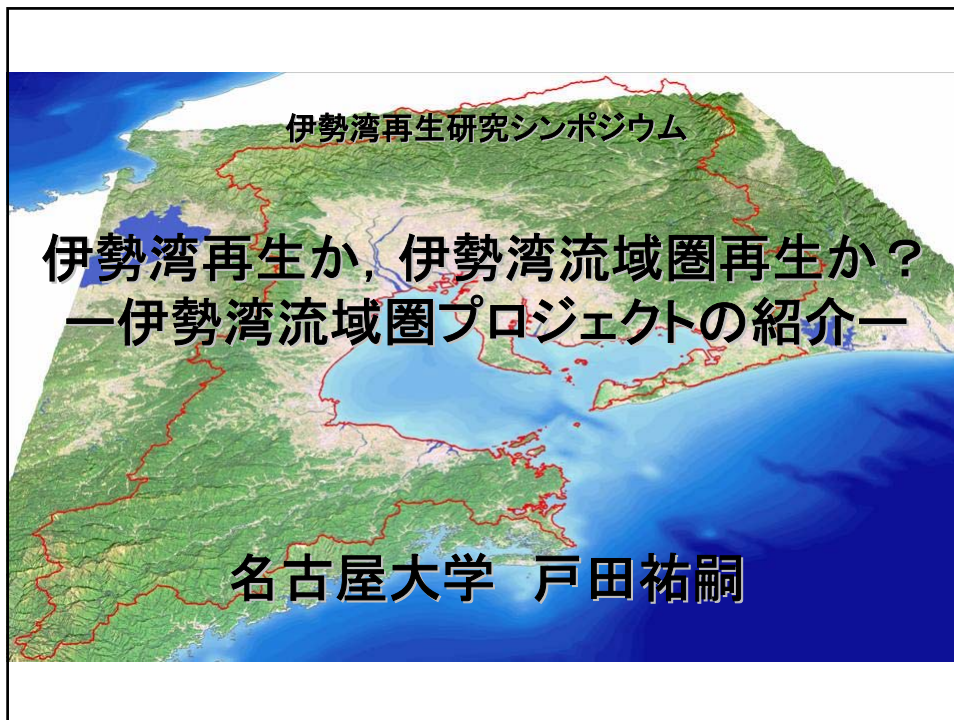 伊勢湾再生研究シンポジウム
伊勢湾再生か，伊勢湾流域圏再生か？
―伊勢湾流域圏プロジェクトの紹介―
名古屋大学　戸田祐嗣